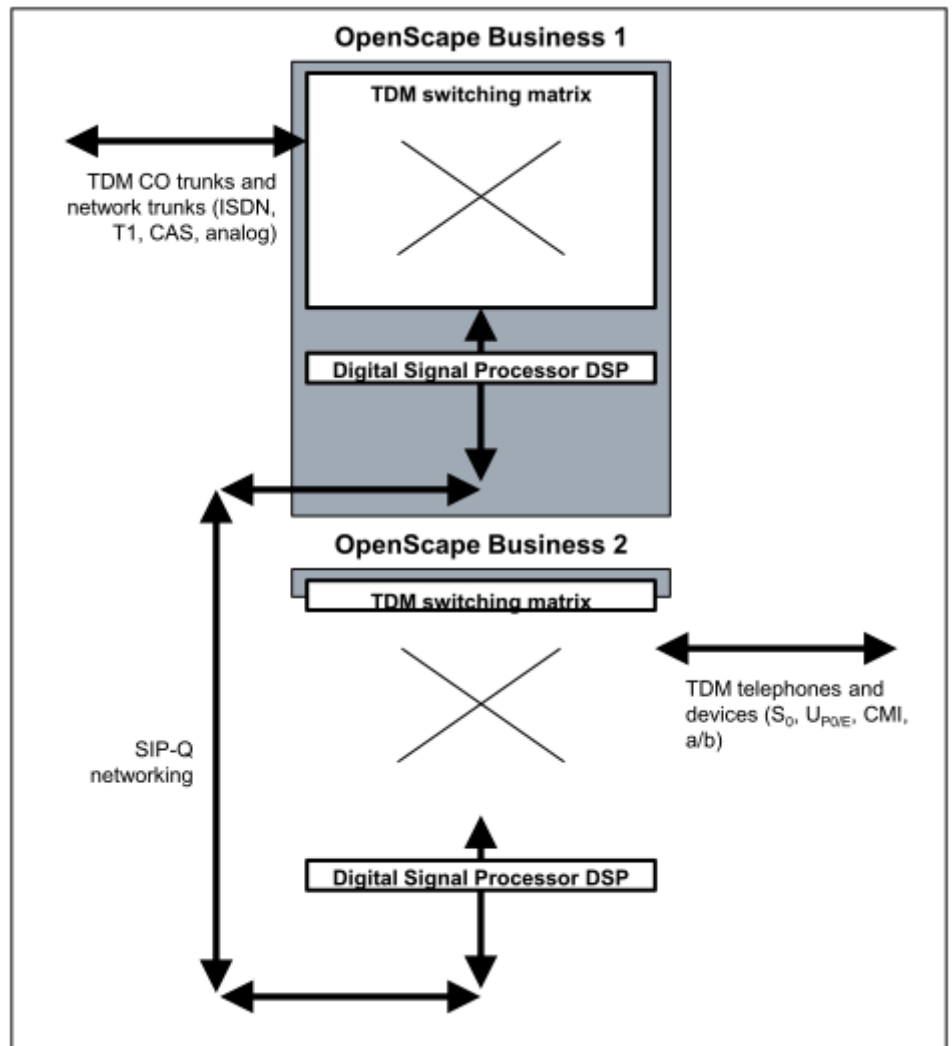 OpenScape Business 1
TDM switching matrix
TDM CO trunks and
network trunks (ISDN,
T1, CAS, analog)
Digital Signal Processor DSP
OpenScape Business 2
TDM switching matrix
TDM telephones and
devices (S₀, U_P0/E, CMI,
a/b)
SIP-Q
networking
Digital Signal Processor DSP